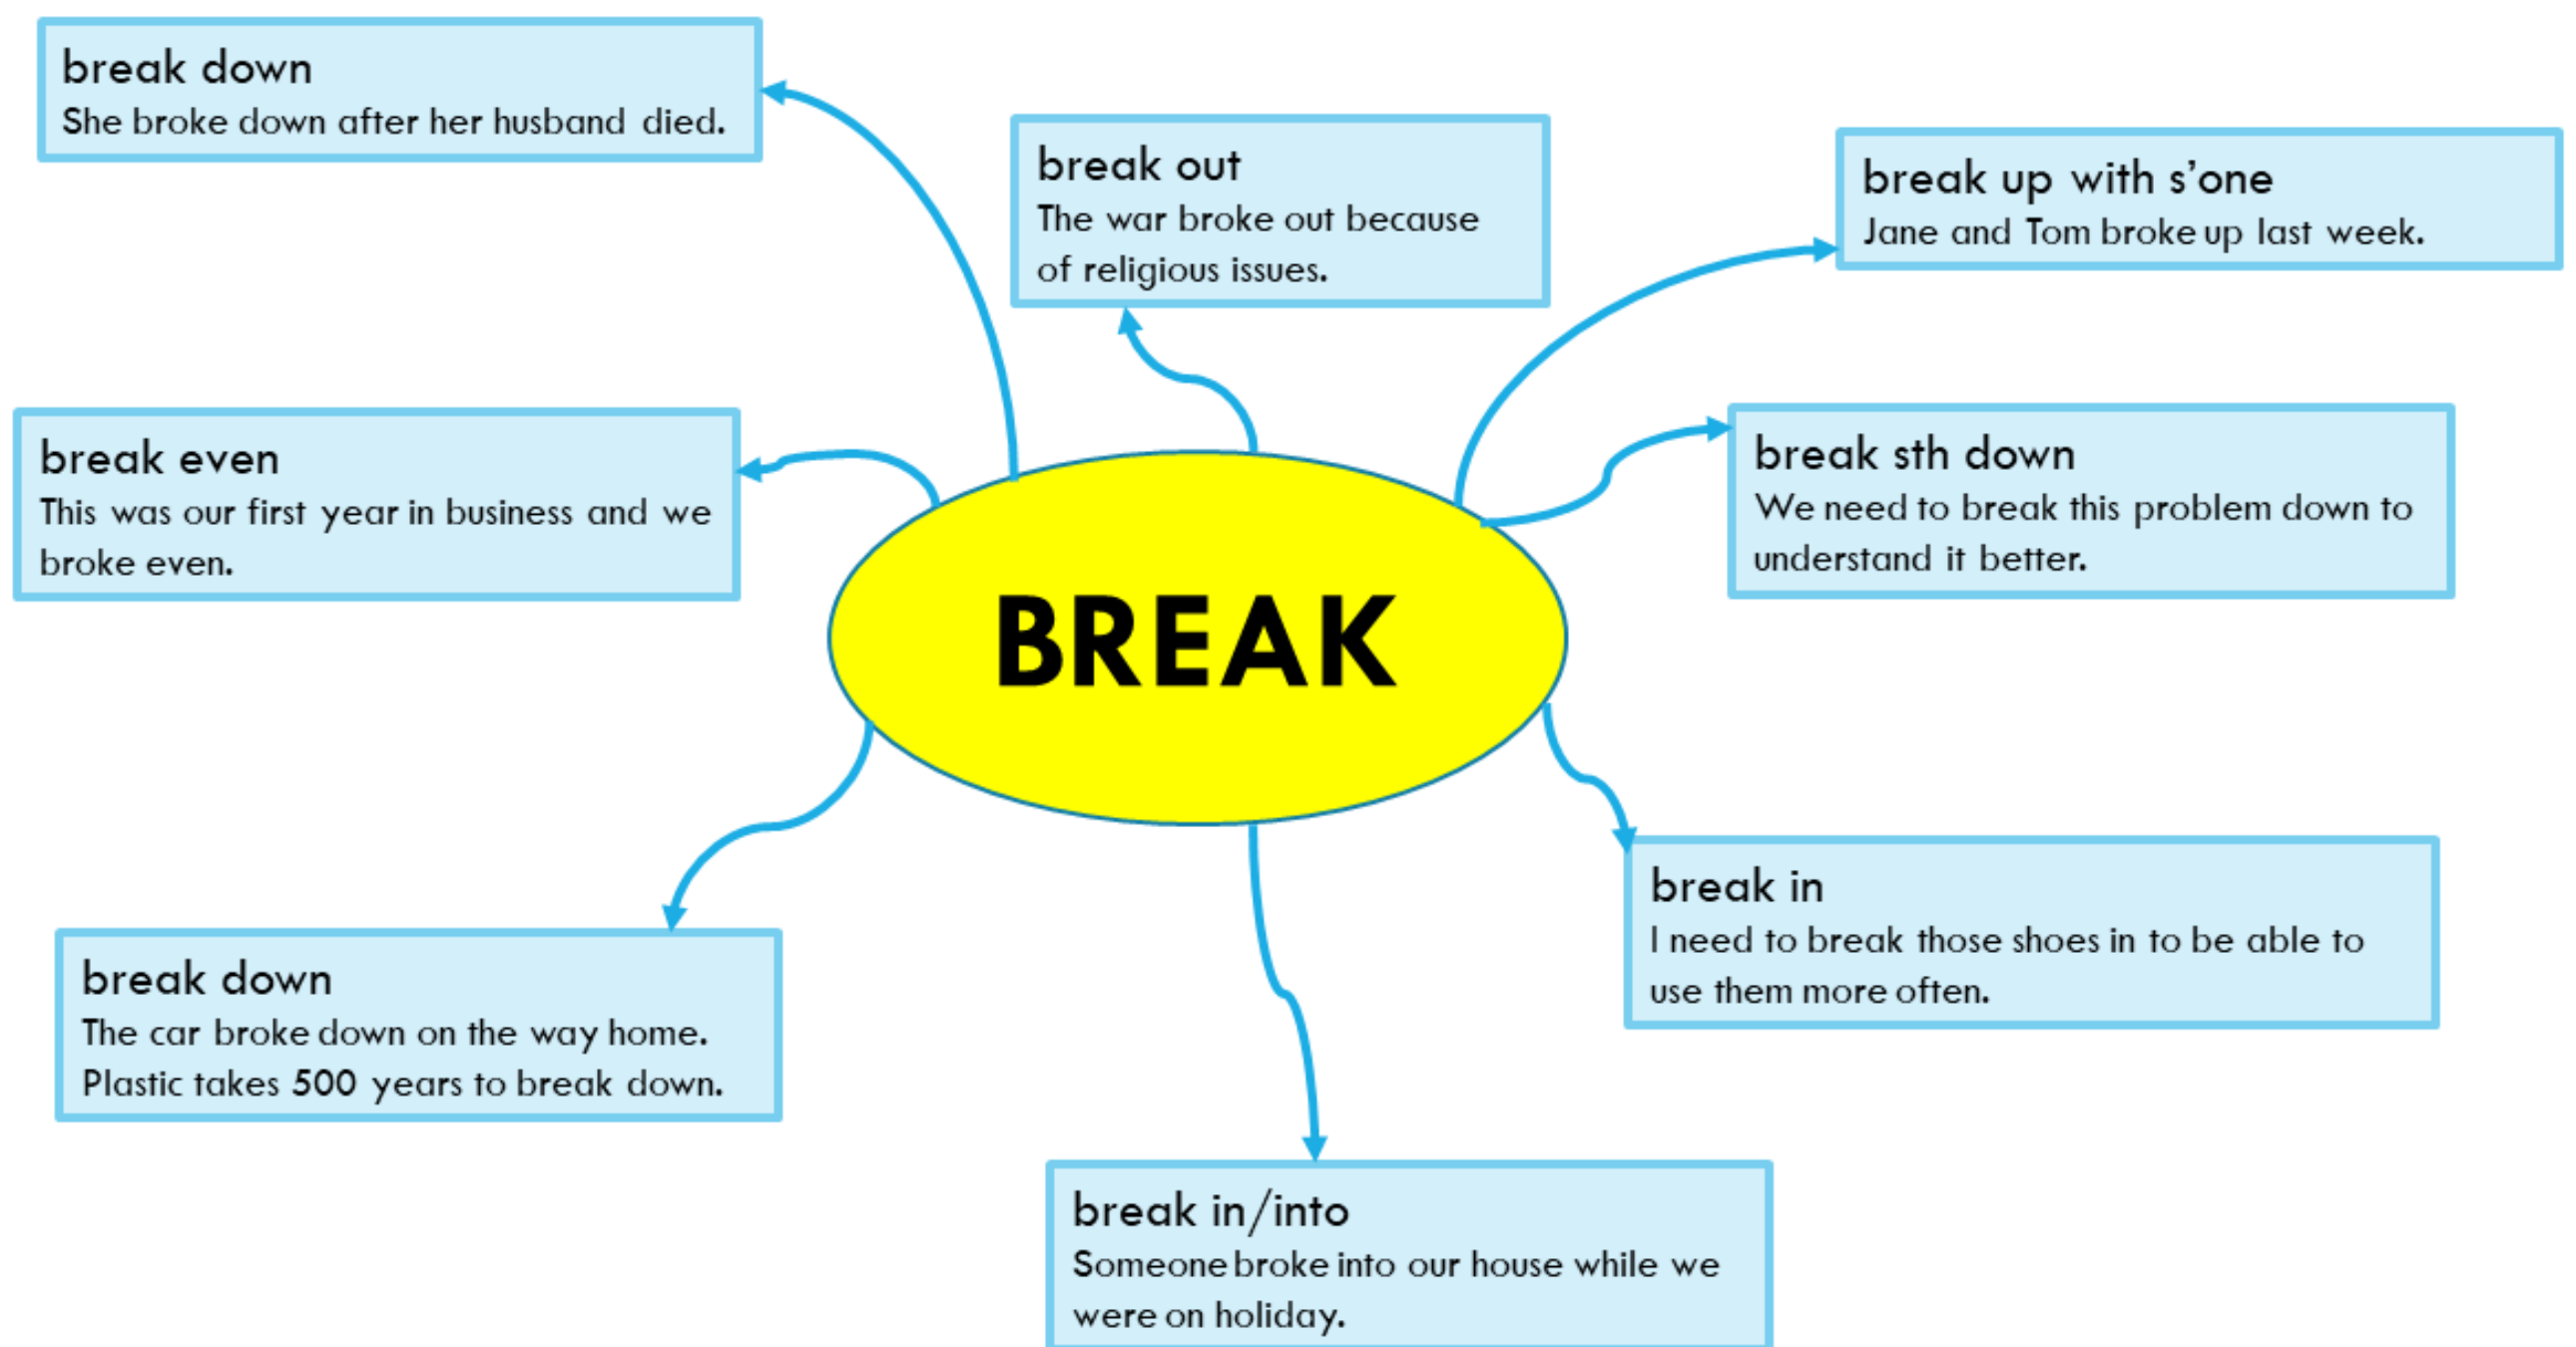 break down
She broke down after her husband died.
break out
The war broke out because
of religious issues.
break up with s’one
Jane and Tom broke up last week.
break even
This was our first year in business and we
broke even.
break sth down
We need to break this problem down to
understand it better.
BREAK
break down
The car broke down on the way home.
Plastic takes 500 years to break down.
break in
I need to break those shoes in to be able to
use them more often.
break in/into
Someone broke into our house while we
were on holiday.